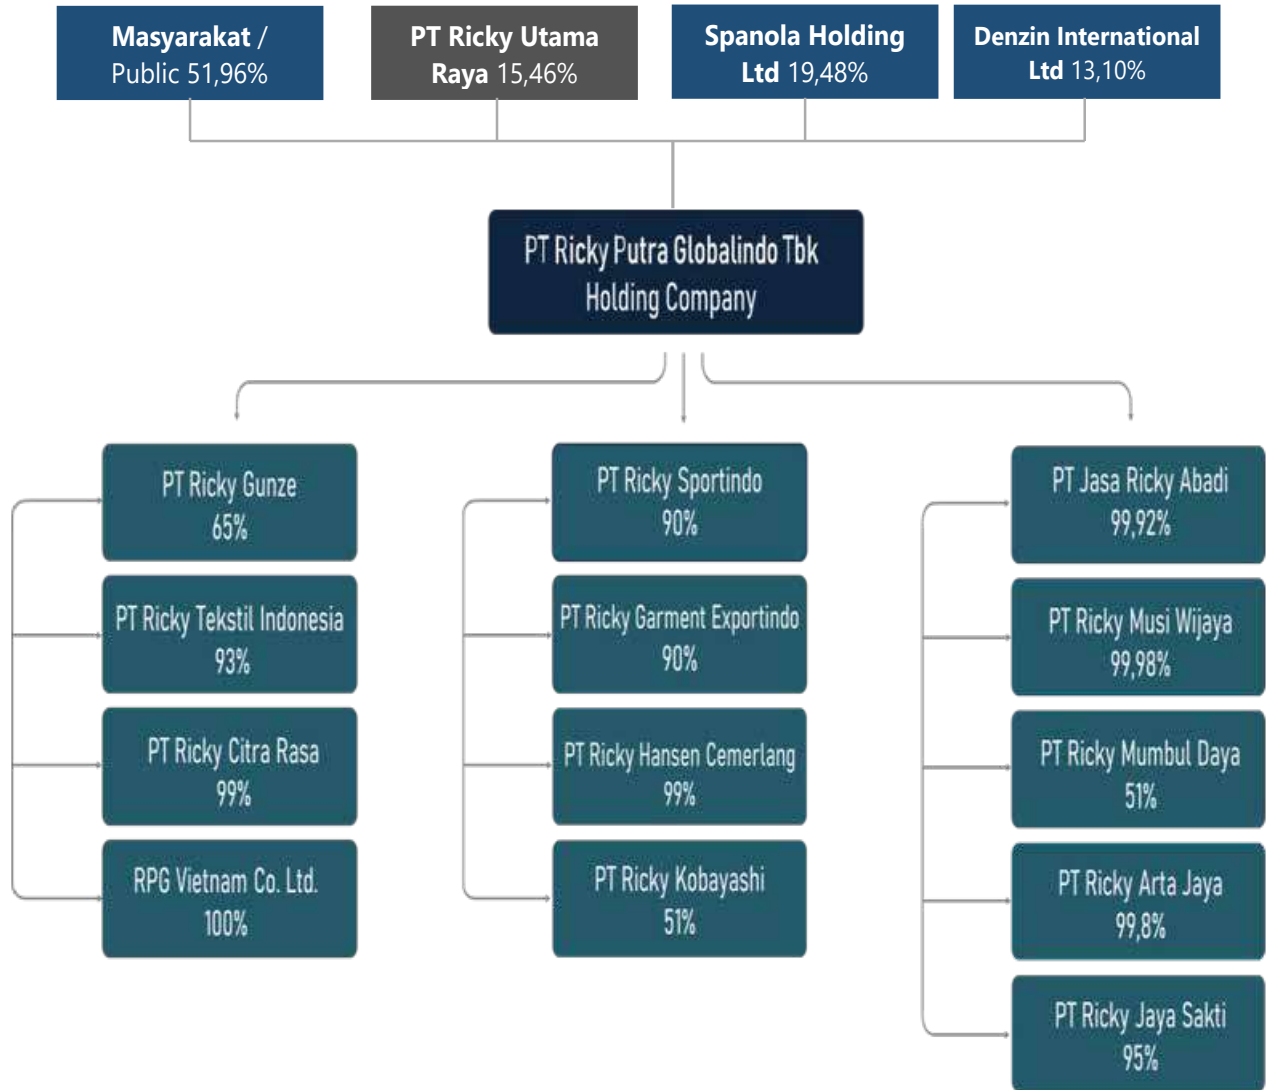 Masyarakat /
Public 51,96%
PT Ricky Utama
Raya 15,46%
Spanola Holding
Ltd 19,48%
Denzin International
Ltd 13,10%
PT Ricky Putra Globalindo Tbk
Holding Company
PT Ricky Gunze
65%
PT Ricky Tekstil Indonesia
93%
PT Ricky Citra Rasa
99%
RPG Vietnam Co. Ltd.
100%
PT Ricky Sportindo
90%
PT Ricky Garment Exportindo
90%
PT Ricky Hansen Cemerlang
99%
PT Ricky Kobayashi
51%
PT Jasa Ricky Abadi
99,92%
PT Ricky Musi Wijaya
99,98%
PT Ricky Mumbul Daya
51%
PT Ricky Arta Jaya
99,8%
PT Ricky Jaya Sakti
95%